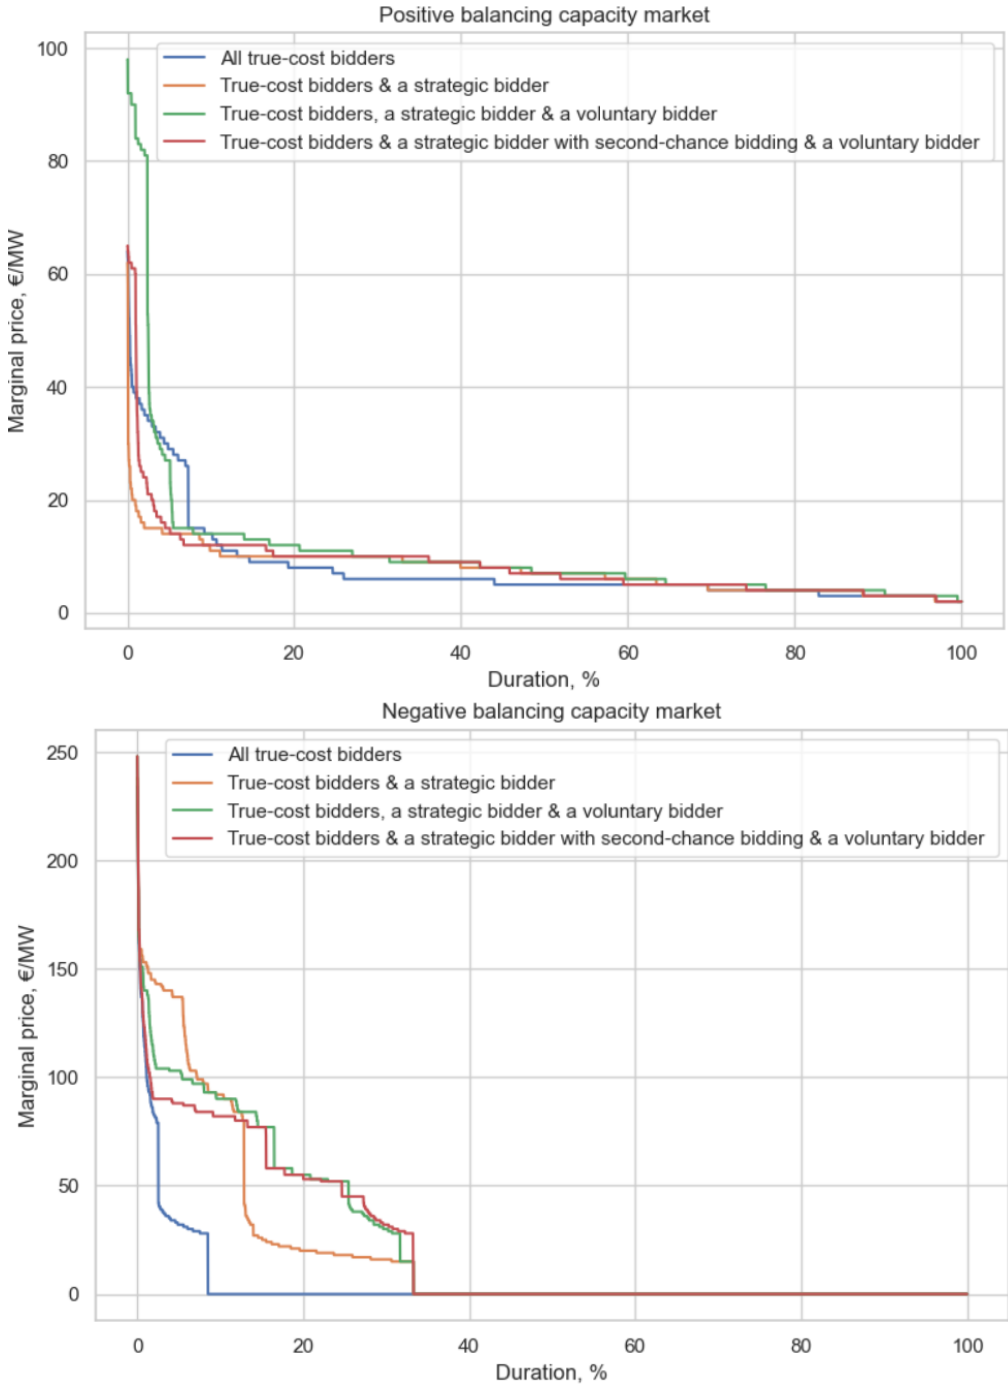 Positive balancing capacity market
All true-cost bidders
True-cost bidders & a strategic bidder
True-cost bidders, a strategic bidder & a voluntary bidder
True-cost bidders & a strategic bidder with second-chance bidding & a voluntary bidder
100
80
60
40
20
0
Marginal price, €/MW
0 20 40 60 80 100
Duration, %
Negative balancing capacity market
All true-cost bidders
True-cost bidders & a strategic bidder
True-cost bidders, a strategic bidder & a voluntary bidder
True-cost bidders & a strategic bidder with second-chance bidding & a voluntary bidder
250
200
150
100
50
0
Marginal price, €/MW
0 20 40 60 80 100
Duration, %